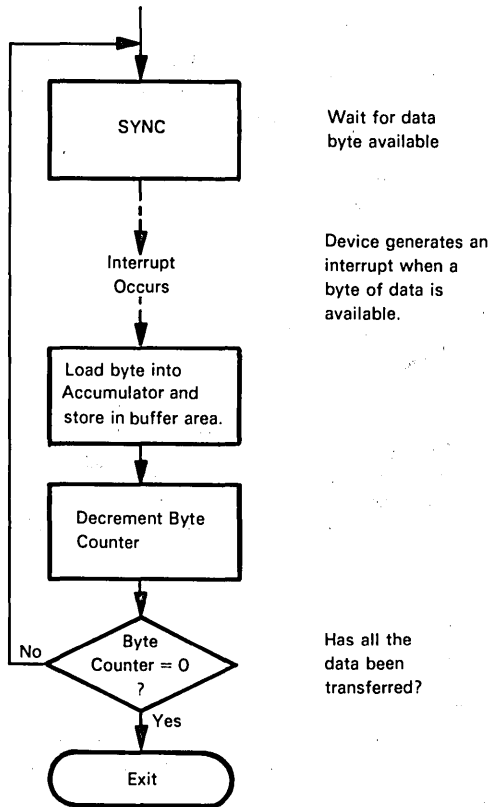 SYNC
Wait for data
byte available
Interrupt
Occurs
Device generates an
interrupt when a
byte of data is
available.
Load byte into
Accumulator and
store in buffer area.
Decrement Byte
Counter
Byte
Counter = 0
?
Has all the
data been
transferred?
No
Yes
Exit